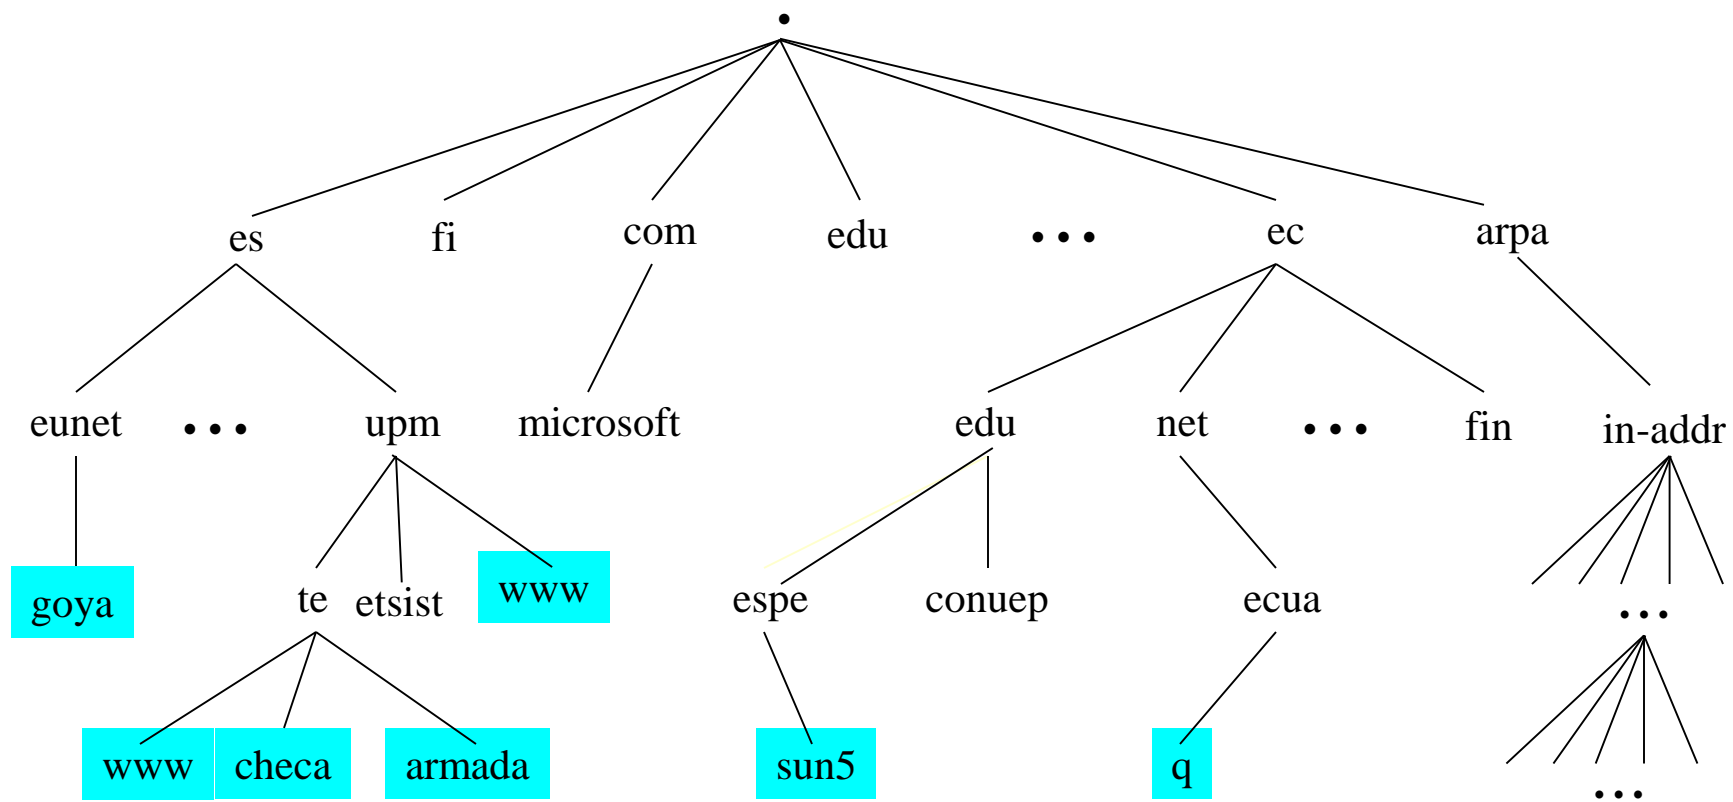 .
es fi com edu ... ec arpa
eunet ... upm microsoft edu net ... fin in-addr
goya te etsist www espe conuep ecua ...
www checa armada sun5 q ...